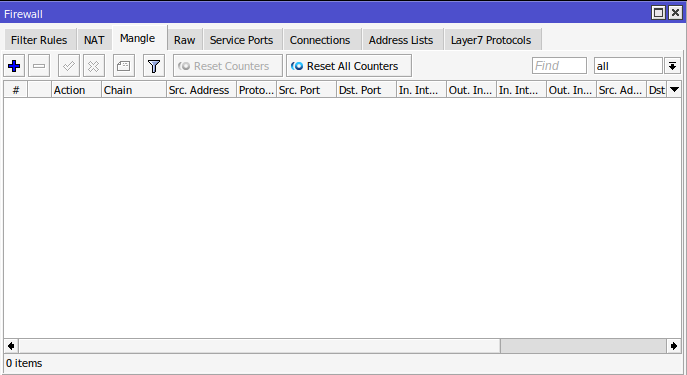 Firewall
Filter Rules NAT Mangle Raw Service Ports Connections Address Lists Layer7 Protocols
Reset Counters Reset All Counters Find all
# Action Chain Src. Address Proto... Src. Port Dst. Port In. Int... Out. In... In. Int... Out. In... Src. Ad... Dst
0 items